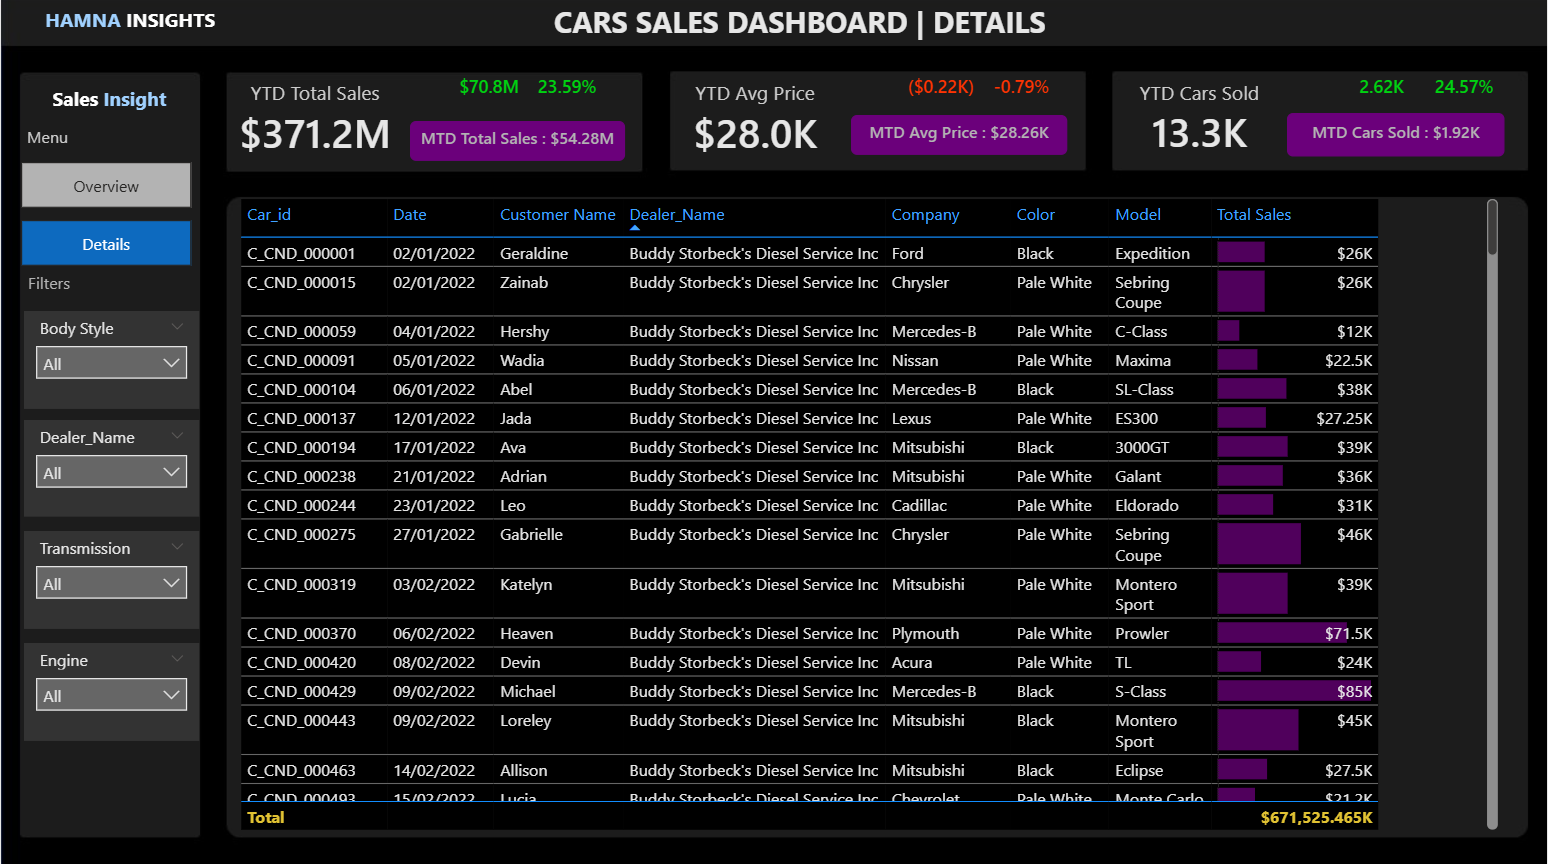 HAMNA INSIGHTS
CARS SALES DASHBOARD | DETAILS
Sales Insight
Menu
Overview
Details
Filters
Body Style
All
Dealer_Name
All
Transmission
All
Engine
All
YTD Total Sales
$70.8M 23.59%
$371.2M
MTD Total Sales : $54.28M
YTD Avg Price
($0.22K) -0.79%
$28.0K
MTD Avg Price : $28.26K
YTD Cars Sold
2.62K 24.57%
13.3K
MTD Cars Sold : $1.92K
Car_id Date Customer Name Dealer_Name Company Color Model Total Sales
C_CND_000001 02/01/2022 Geraldine Buddy Storbeck's Diesel Service Inc Ford Black Expedition $26K
C_CND_000015 02/01/2022 Zainab Buddy Storbeck's Diesel Service Inc Chrysler Pale White Sebring $26K
Coupe
C_CND_000059 04/01/2022 Hershy Buddy Storbeck's Diesel Service Inc Mercedes-B Pale White C-Class $12K
C_CND_000091 05/01/2022 Wadia Buddy Storbeck's Diesel Service Inc Nissan Pale White Maxima $22.5K
C_CND_000104 06/01/2022 Abel Buddy Storbeck's Diesel Service Inc Mercedes-B Black SL-Class $38K
C_CND_000137 12/01/2022 Jada Buddy Storbeck's Diesel Service Inc Lexus Pale White ES300 $27.25K
C_CND_000194 17/01/2022 Ava Buddy Storbeck's Diesel Service Inc Mitsubishi Black 3000GT $39K
C_CND_000238 21/01/2022 Adrian Buddy Storbeck's Diesel Service Inc Mitsubishi Pale White Galant $36K
C_CND_000244 23/01/2022 Leo Buddy Storbeck's Diesel Service Inc Cadillac Pale White Eldorado $31K
C_CND_000275 27/01/2022 Gabrielle Buddy Storbeck's Diesel Service Inc Chrysler Pale White Sebring $46K
Coupe
C_CND_000319 03/02/2022 Katelyn Buddy Storbeck's Diesel Service Inc Mitsubishi Pale White Montero $39K
Sport
C_CND_000370 06/02/2022 Heaven Buddy Storbeck's Diesel Service Inc Plymouth Pale White Prowler $71.5K
C_CND_000420 08/02/2022 Devin Buddy Storbeck's Diesel Service Inc Acura Pale White TL $24K
C_CND_000429 09/02/2022 Michael Buddy Storbeck's Diesel Service Inc Mercedes-B Black S-Class $85K
C_CND_000443 09/02/2022 Loreley Buddy Storbeck's Diesel Service Inc Mitsubishi Black Montero $45K
Sport
C_CND_000463 14/02/2022 Allison Buddy Storbeck's Diesel Service Inc Mitsubishi Black Eclipse $27.5K
C_CND_000493 15/02/2022 Lucia Buddy Storbeck's Diesel Service Inc Chevrolet Pale White Monte Carlo $21.2K
Total $671,525.465K